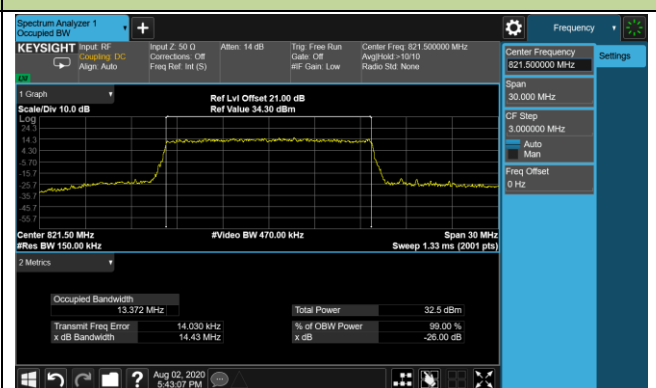 Spectrum Analyzer 1
Occupied BW
Frequency
KEYSIGHT
Input: RF
Coupling: DC
Align: Auto
Input Z: 50 Ω
Corrections: Off
Freq Ref: Int (S)
Atten: 14 dB
Trig: Free Run
Gate: Off
#IF Gain: Low
Center Freq: 821.500000 MHz
Avg|Hold:>10/10
Radio Std: None
Center Frequency
821.500000 MHz
Settings
Span
30.000 MHz
CF Step
3.000000 MHz
Auto
Man
Freq Offset
0 Hz
1 Graph
Scale/Div 10.0 dB
Ref Lvl Offset 21.00 dB
Ref Value 34.30 dBm
Log
24.3
14.3
4.30
-5.70
-15.7
-25.7
-35.7
-45.7
-55.7
Center 821.50 MHz
#Video BW 470.00 kHz
Span 30 MHz
#Res BW 150.00 kHz
Sweep 1.33 ms (2001 pts)
2 Metrics
Occupied Bandwidth
13.372 MHz
Total Power 32.5 dBm
Transmit Freq Error 14.030 kHz
% of OBW Power 99.00 %
x dB Bandwidth 14.43 MHz
x dB -26.00 dB
Aug 02, 2020
5:43:07 PM